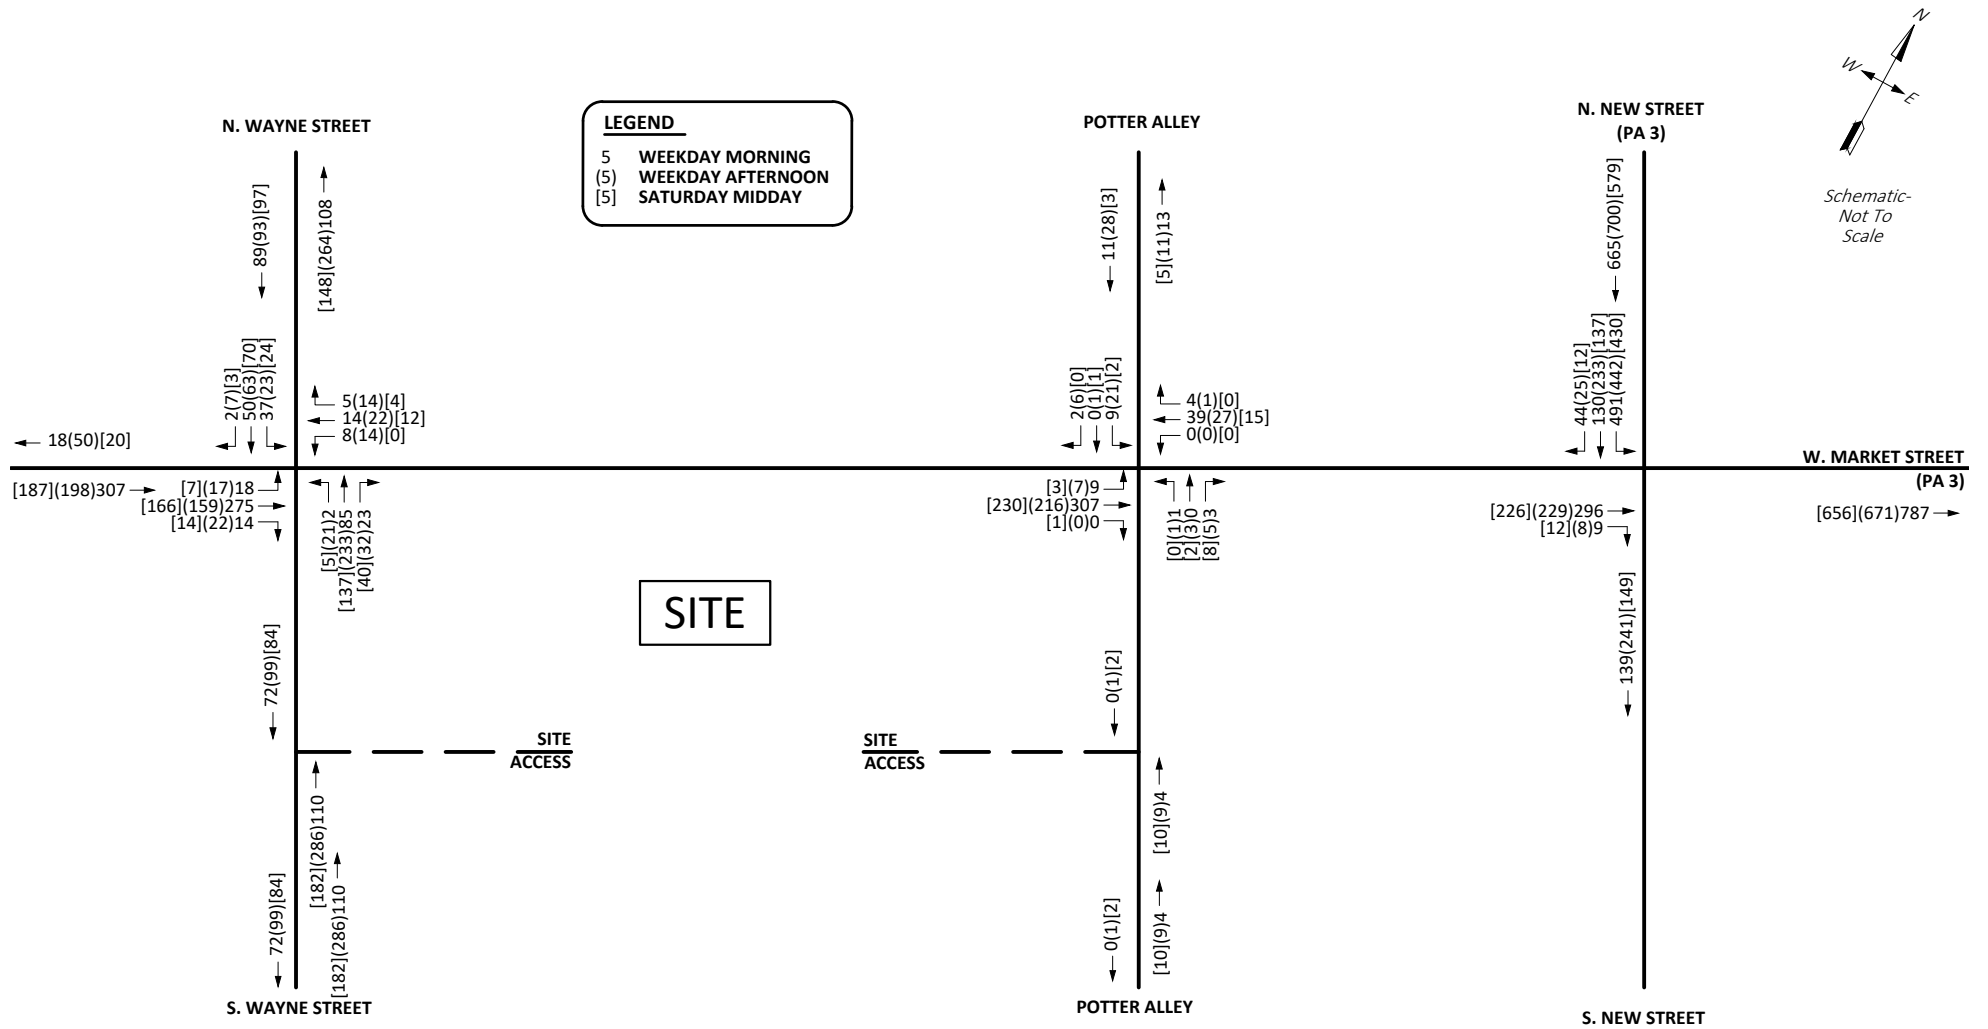 N
W
E
Schematic-
Not To
Scale
LEGEND
5 WEEKDAY MORNING
(5) WEEKDAY AFTERNOON
[5] SATURDAY MIDDAY
N. WAYNE STREET
89(93)[97]
[148](264)108
2(7)[3]
50(63)[70]
37(23)[24]
5(14)[4]
14(22)[12]
8(14)[0]
18(50)[20]
[187](198)307
[7](17)18
[166](159)275
[14](22)14
[5](21)2
[137](233)85
[40](32)23
72(99)[84]
SITE
ACCESS
[182](286)110
72(99)[84]
[182](286)110
S. WAYNE STREET
SITE
POTTER ALLEY
11(28)[3]
[5](11)13
2(6)[0]
0(1)[1]
9(21)[2]
4(1)[0]
39(27)[15]
0(0)[0]
[3](7)9
[230](216)307
[1](0)0
[0](1)1
[2](3)0
[8](5)3
0(1)[2]
SITE
ACCESS
[10](9)4
0(1)[2]
[10](9)4
POTTER ALLEY
N. NEW STREET
(PA 3)
665(700)[579]
44(25)[12]
130(233)[137]
491(442)[430]
W. MARKET STREET
(PA 3)
[226](229)296
[12](8)9
[656](671)787
139(241)[149]
S. NEW STREET